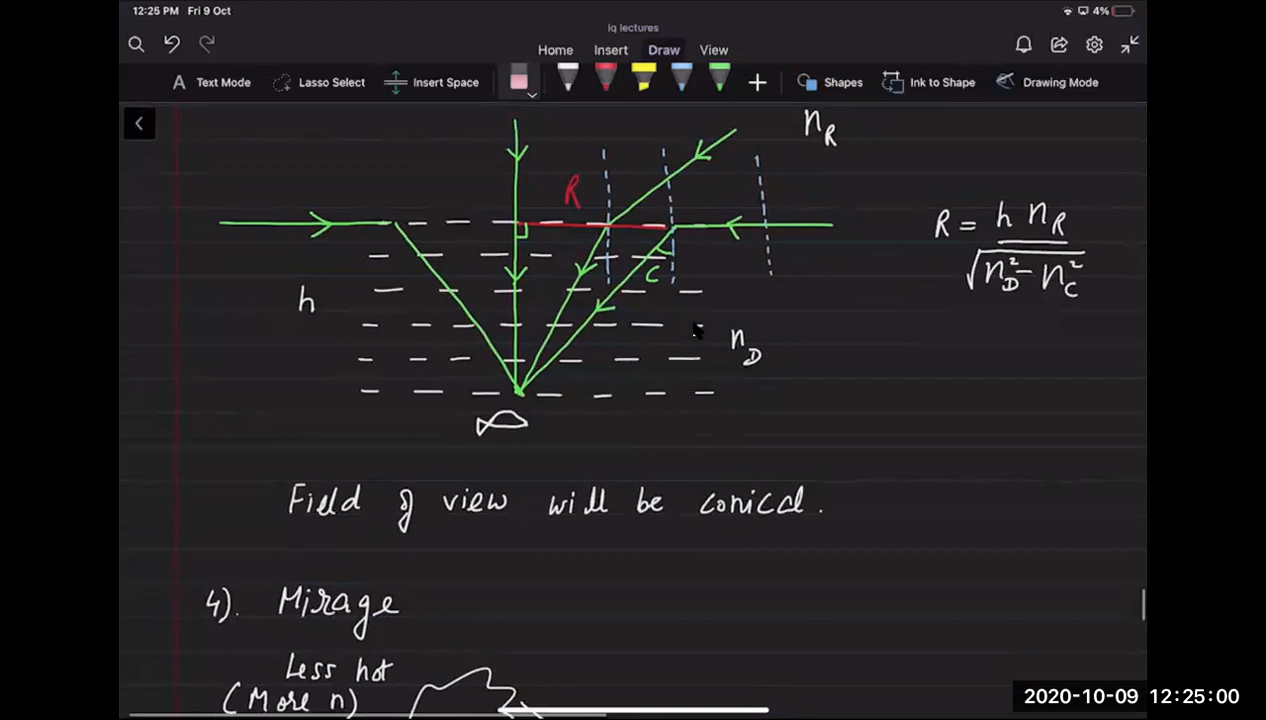 12:25 PM Fri 9 Oct
4%
iq lectures
Home Insert Draw View
Text Mode Lasso Select Insert Space Shapes Ink to Shape Drawing Mode
n_R
R
R = h n_R / √(n_D² − n_C²)
C
h
n_D
Field of view will be conical.
4). Mirage
Less hot
(More n)
2020-10-09 12:25:00